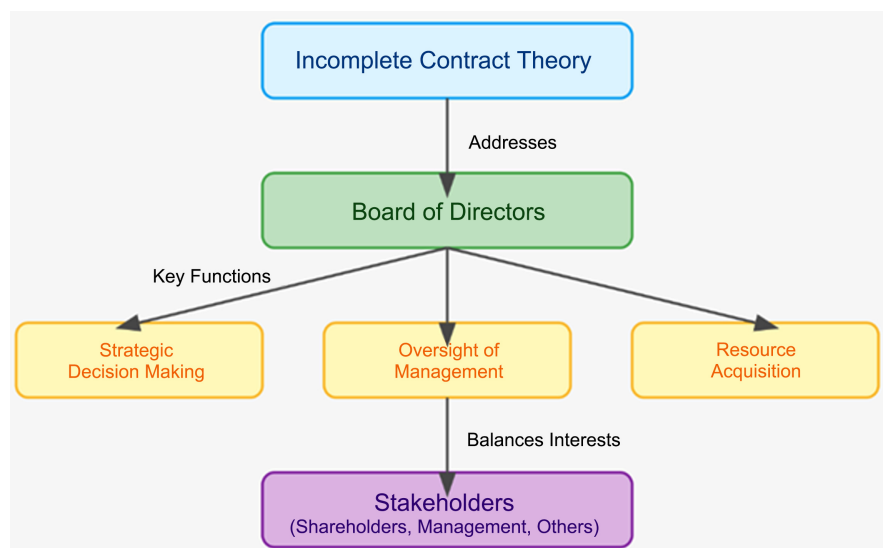 Incomplete Contract Theory
Addresses
Board of Directors
Key Functions
Strategic
Decision Making
Oversight of
Management
Resource
Acquisition
Balances Interests
Stakeholders
(Shareholders, Management, Others)